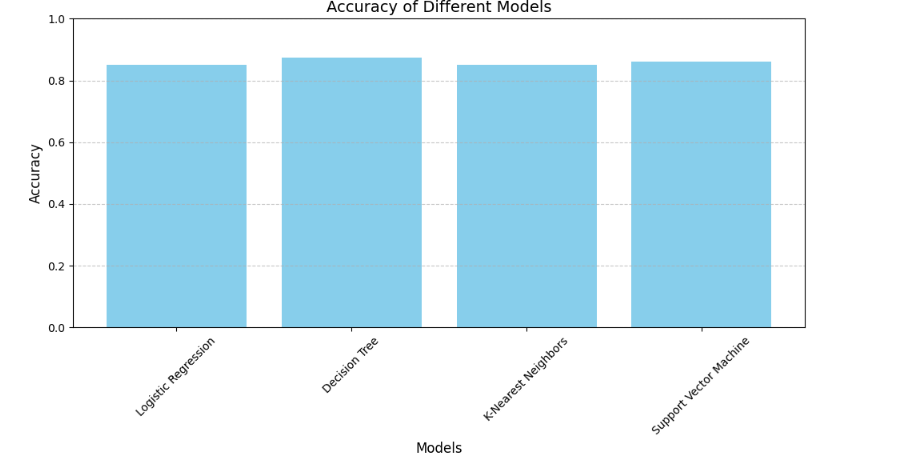 Accuracy of Different Models
1.0
0.8
0.6
0.4
0.2
0.0
Accuracy
Logistic Regression
Decision Tree
K-Nearest Neighbors
Support Vector Machine
Models